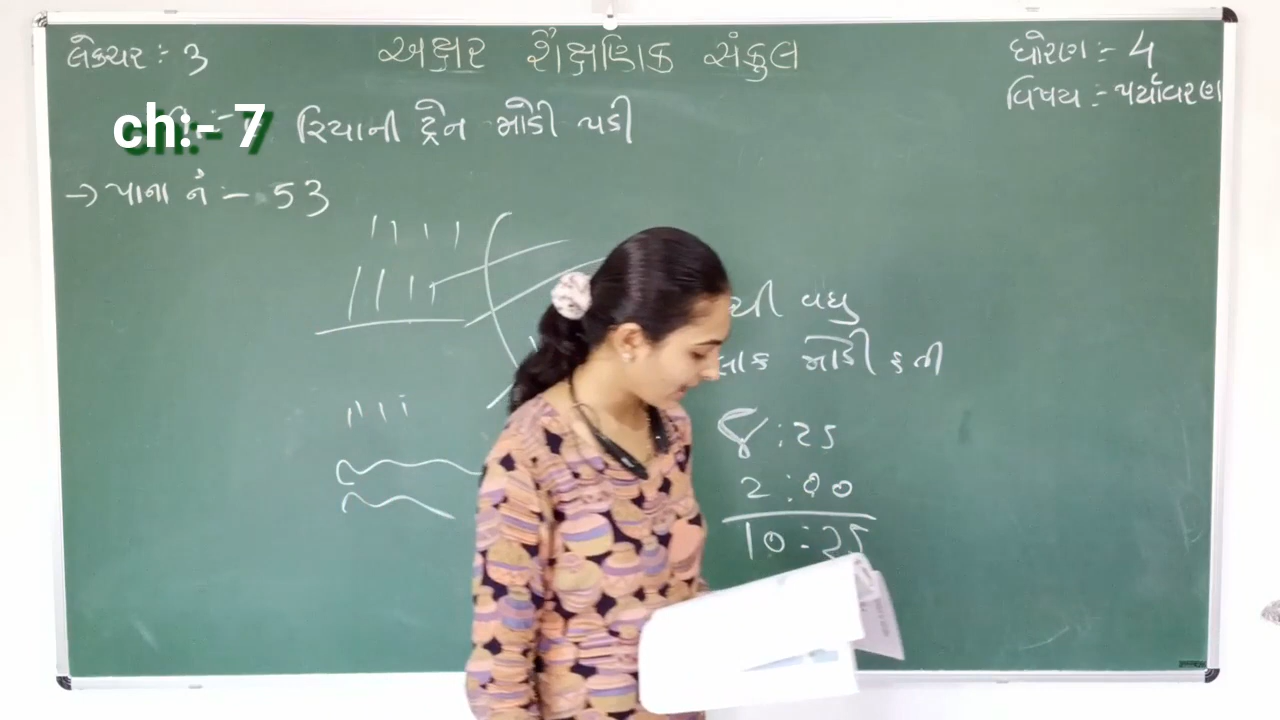 લેક્ચર :- 3
અક્ષર શૈક્ષણિક સંકુલ
ધોરણ :- 4
વિષય :- પર્યાવરણ
ch:- 7
રિયાની ટ્રેન મોડી પડી
→ પાના નં :- 53
વધુ
મોડી હતી
8:25
2:00
10:25